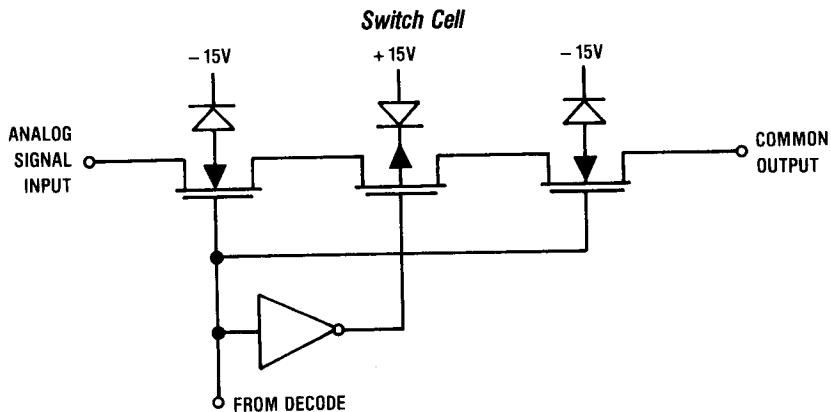 Switch Cell
– 15V
+ 15V
– 15V
ANALOG
SIGNAL
INPUT
COMMON
OUTPUT
FROM DECODE